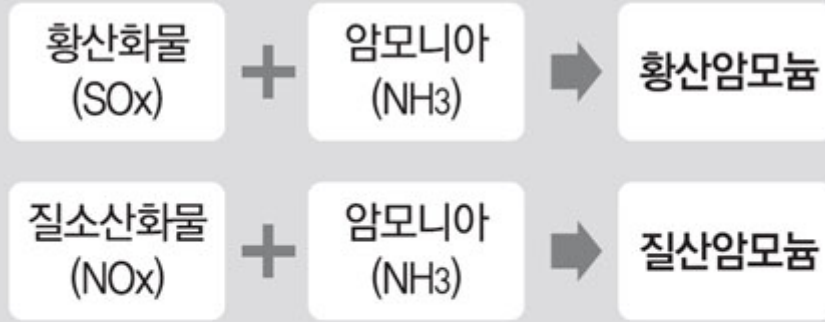 황산화물 + 암모니아 황산암모늄
(SOx) (NH3)
질소산화물 + 암모니아 질산암모늄
(NOx) (NH3)